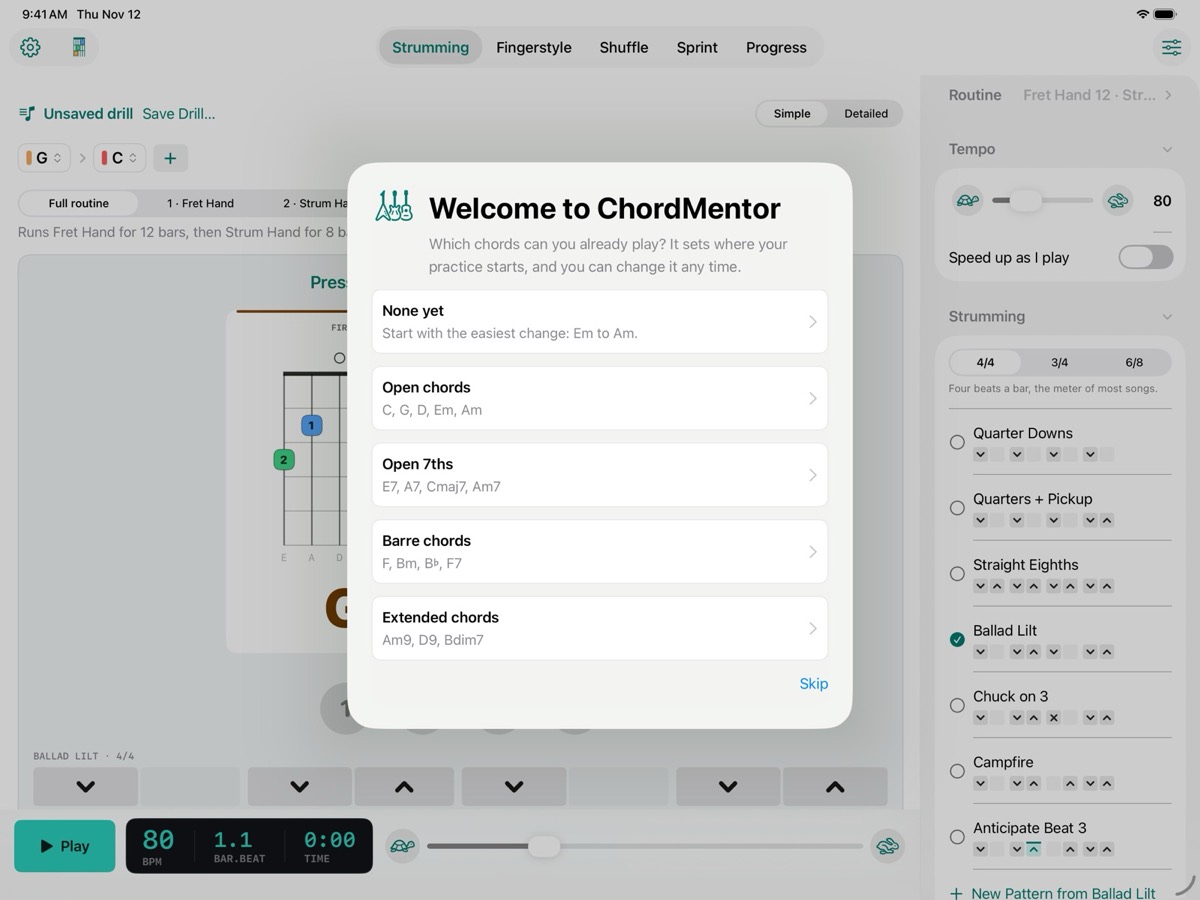 9:41 AM Thu Nov 12
Strumming Fingerstyle Shuffle Sprint Progress
Unsaved drill Save Drill...
Simple Detailed
G C +
Full routine 1 · Fret Hand 2 · Strum Ha
Runs Fret Hand for 12 bars, then Strum Hand for 8 b
Welcome to ChordMentor
Which chords can you already play? It sets where your
practice starts, and you can change it any time.
None yet
Start with the easiest change: Em to Am.
Open chords
C, G, D, Em, Am
Open 7ths
E7, A7, Cmaj7, Am7
Barre chords
F, Bm, B♭, F7
Extended chords
Am9, D9, Bdim7
Skip
1
2
E A D
G
1
BALLAD LILT · 4/4
Play
80 1.1 0:00
BPM BAR.BEAT TIME
Routine Fret Hand 12 · Str...
Tempo
80
Speed up as I play
Strumming
4/4 3/4 6/8
Four beats a bar, the meter of most songs.
Quarter Downs
Quarters + Pickup
Straight Eighths
Ballad Lilt
Chuck on 3
Campfire
Anticipate Beat 3
+ New Pattern from Ballad Lilt